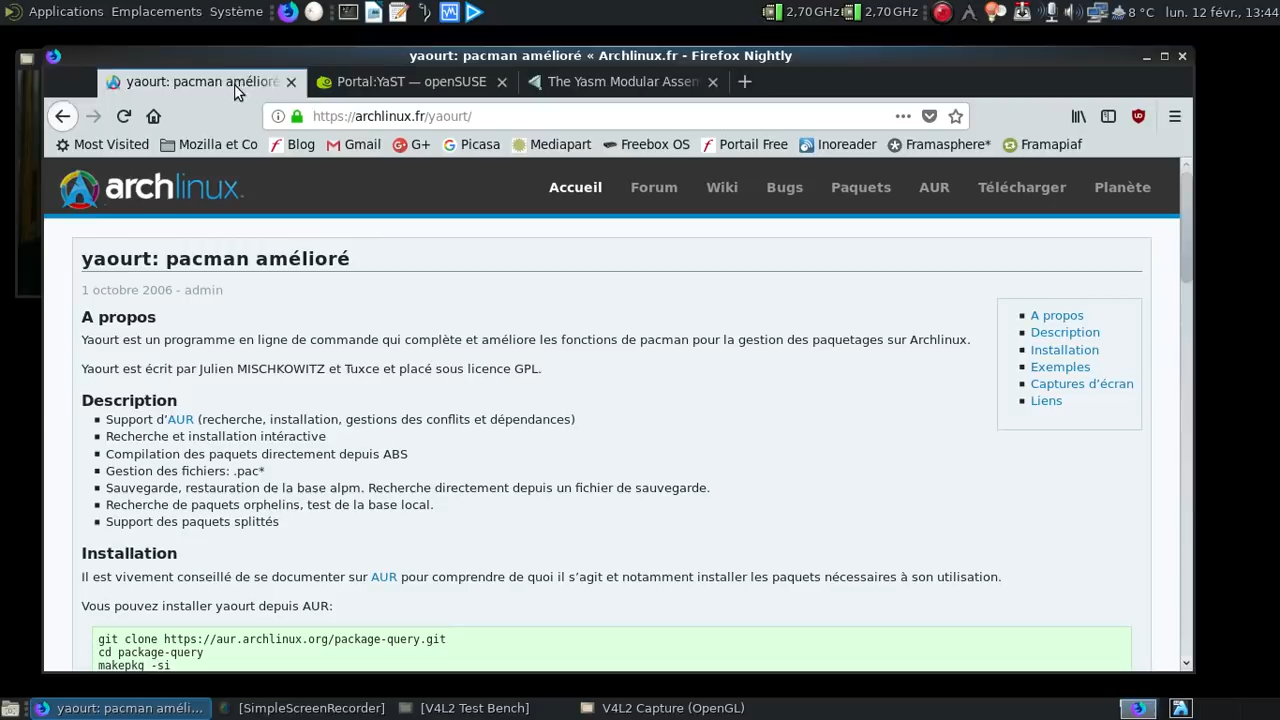 Applications Emplacements Système
2,70 GHz 2,70 GHz 8 °C lun. 12 févr., 13:44
yaourt: pacman amélioré « Archlinux.fr - Firefox Nightly
yaourt: pacman amélioré Portal:YaST — openSUSE The Yasm Modular Assem
https://archlinux.fr/yaourt/
Most Visited Mozilla et Co Blog Gmail G+ Picasa Mediapart Freebox OS Portail Free Inoreader Framasphere* Framapiaf
archlinux. Accueil Forum Wiki Bugs Paquets AUR Télécharger Planète
yaourt: pacman amélioré
1 octobre 2006 - admin
A propos
Yaourt est un programme en ligne de commande qui complète et améliore les fonctions de pacman pour la gestion des paquetages sur Archlinux.
Yaourt est écrit par Julien MISCHKOWITZ et Tuxce et placé sous licence GPL.
A propos
Description
Installation
Exemples
Captures d’écran
Liens
Description
Support d’AUR (recherche, installation, gestions des conflits et dépendances)
Recherche et installation intéractive
Compilation des paquets directement depuis ABS
Gestion des fichiers: .pac*
Sauvegarde, restauration de la base alpm. Recherche directement depuis un fichier de sauvegarde.
Recherche de paquets orphelins, test de la base local.
Support des paquets splittés
Installation
Il est vivement conseillé de se documenter sur AUR pour comprendre de quoi il s’agit et notamment installer les paquets nécessaires à son utilisation.
Vous pouvez installer yaourt depuis AUR:
git clone https://aur.archlinux.org/package-query.git
cd package-query
makepkg -si
yaourt: pacman améli... [SimpleScreenRecorder] [V4L2 Test Bench] V4L2 Capture (OpenGL)